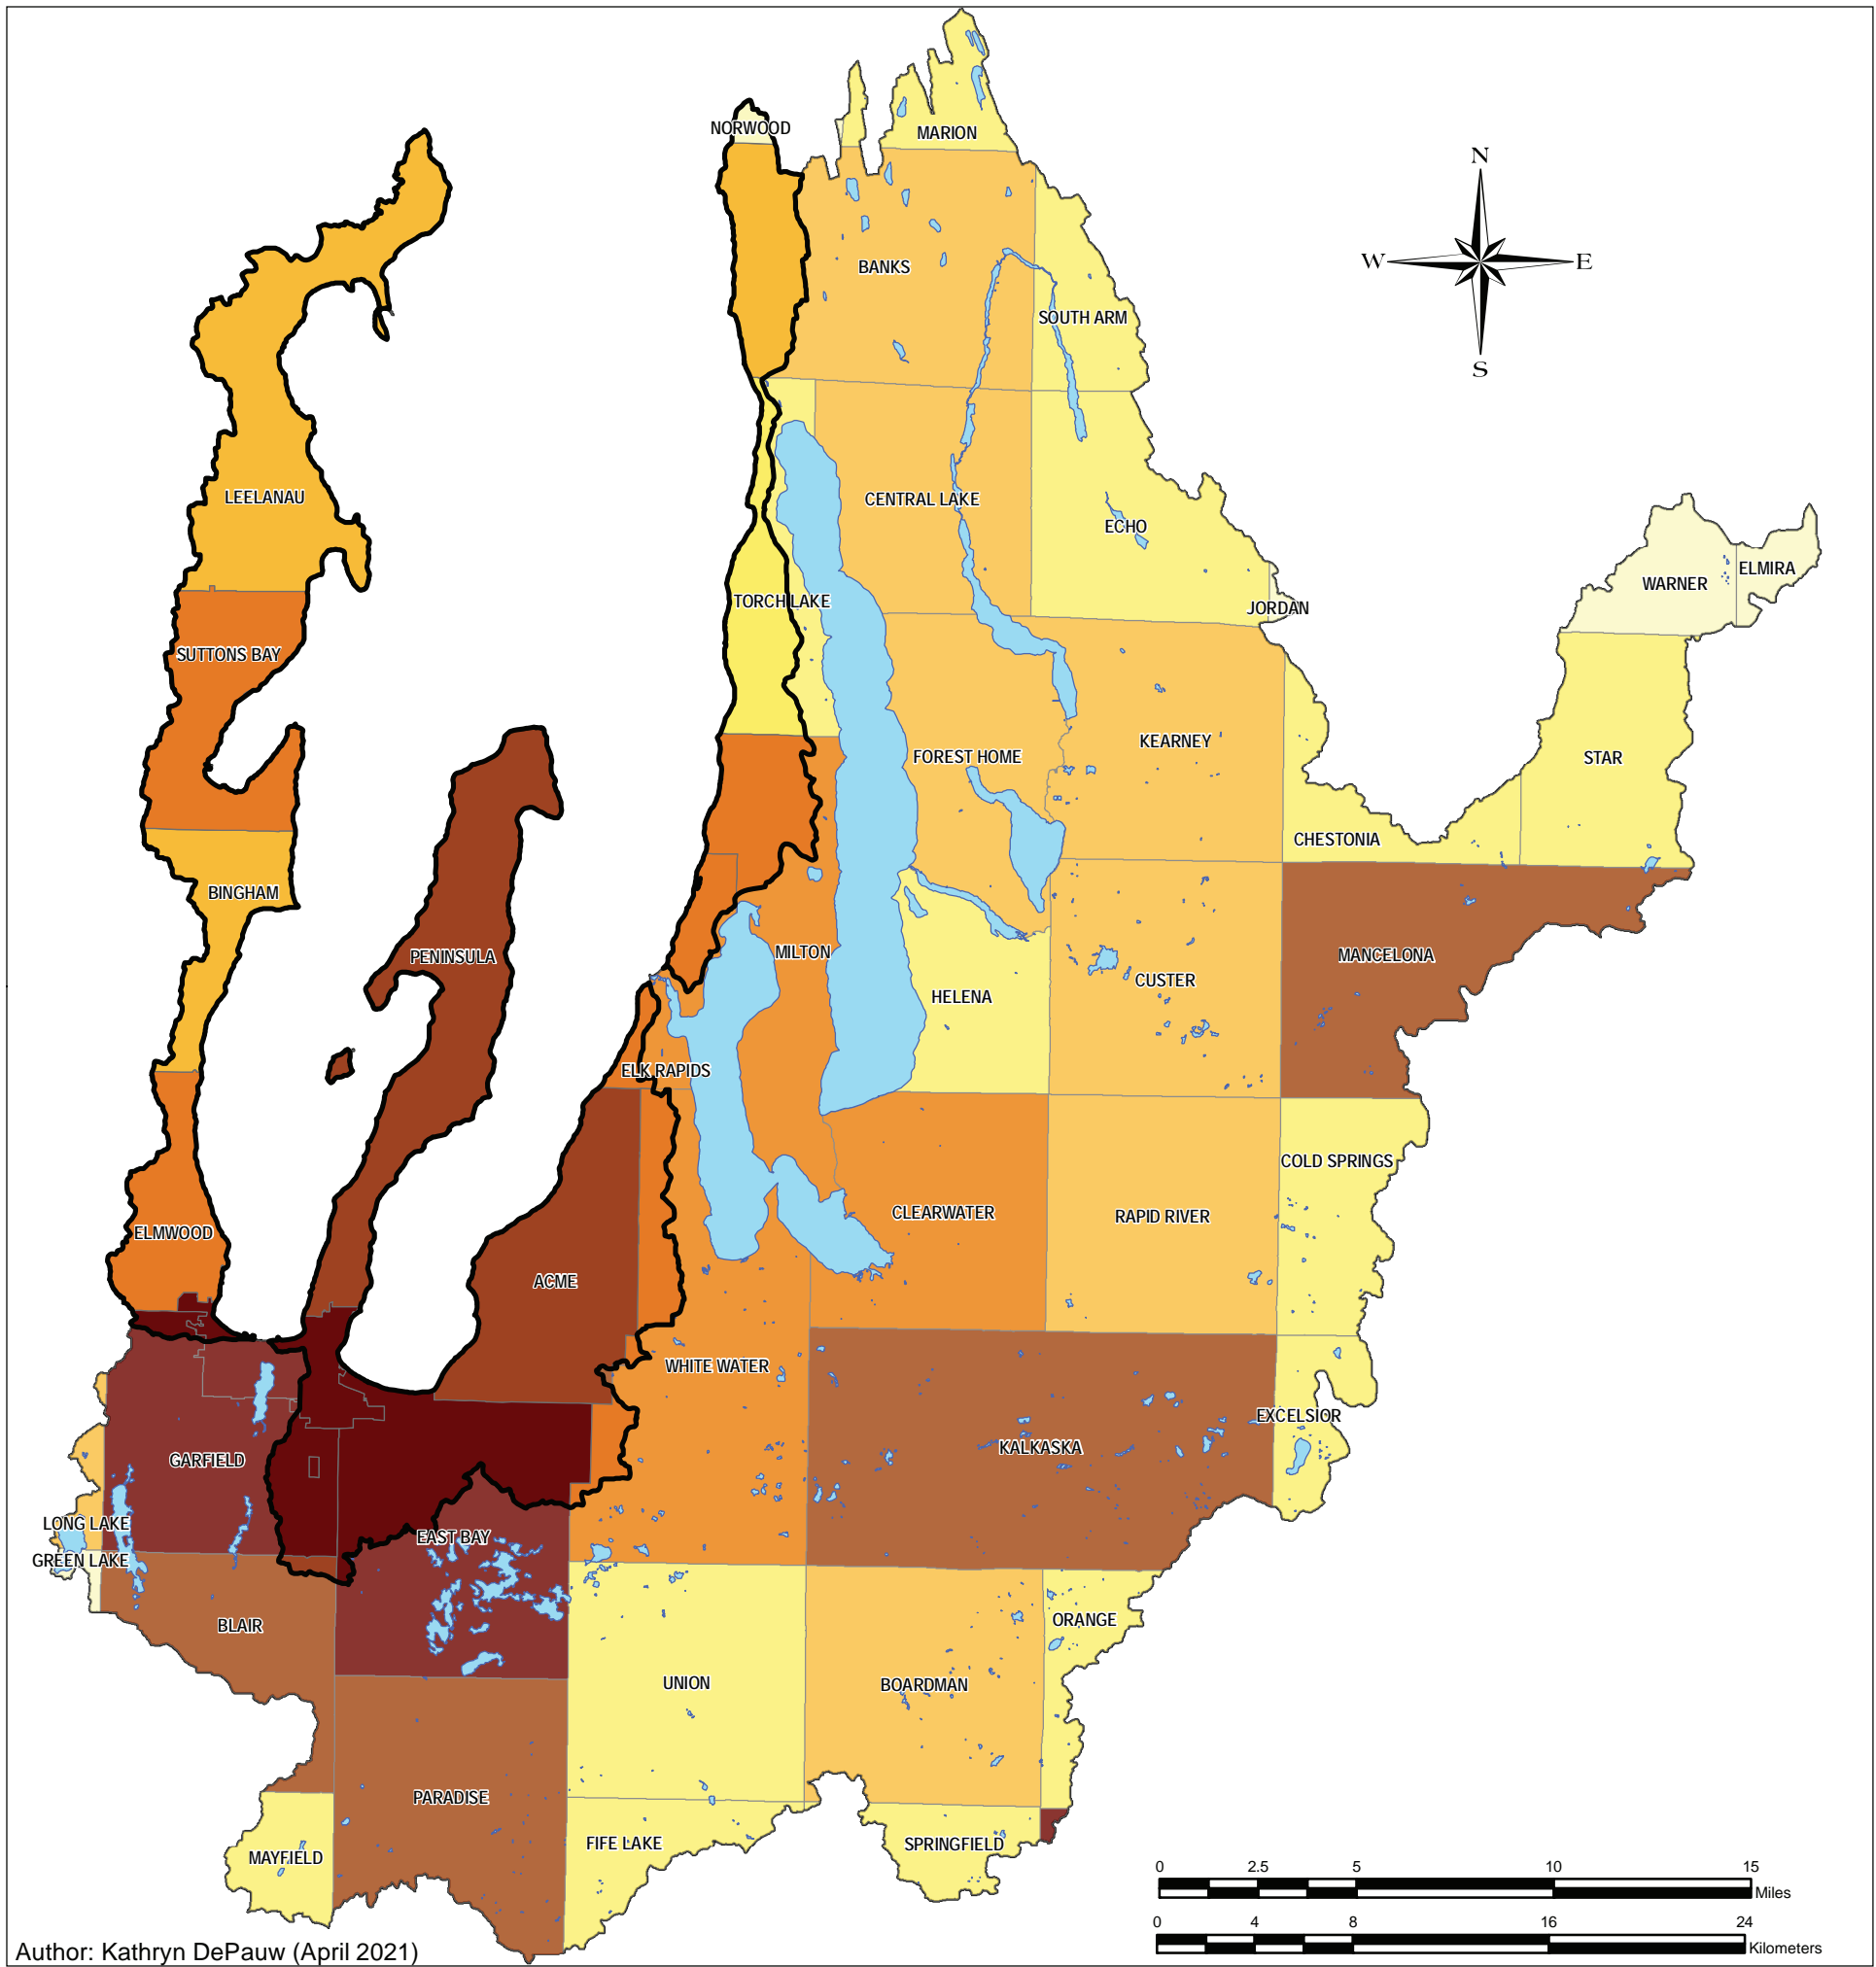 NORWOOD
MARION
N
W
E
S
BANKS
SOUTH ARM
LEELANAU
CENTRAL LAKE
ECHO
WARNER
ELMIRA
TORCH LAKE
JORDAN
SUTTONS BAY
FOREST HOME
KEARNEY
STAR
CHESTONIA
BINGHAM
PENINSULA
MILTON
MANCELONA
CUSTER
HELENA
ELK RAPIDS
COLD SPRINGS
CLEARWATER
RAPID RIVER
ELMWOOD
ACME
WHITE WATER
EXCELSIOR
KALKASKA
GARFIELD
LONG LAKE
EAST BAY
GREEN LAKE
BLAIR
ORANGE
UNION
BOARDMAN
PARADISE
FIFE LAKE
SPRINGFIELD
MAYFIELD
0 2.5 5 10 15
Miles
0 4 8 16 24
Kilometers
Author: Kathryn DePauw (April 2021)